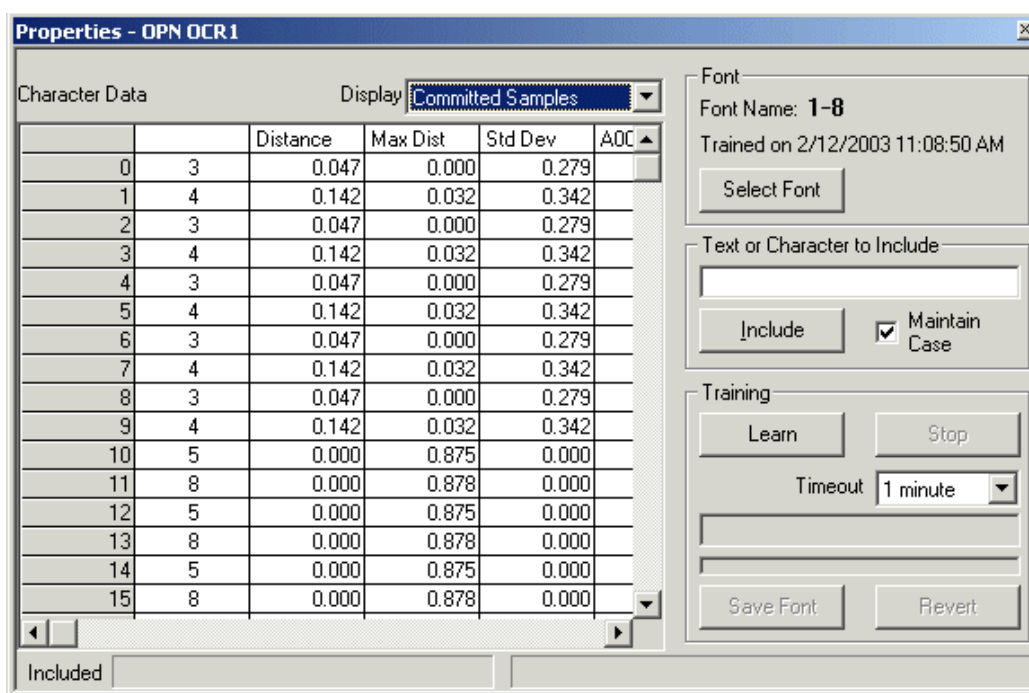 Properties - OPN OCR1
Character Data Display Committed Samples
Distance Max Dist Std Dev
0 3 0.047 0.000 0.279
1 4 0.142 0.032 0.342
2 3 0.047 0.000 0.279
3 4 0.142 0.032 0.342
4 3 0.047 0.000 0.279
5 4 0.142 0.032 0.342
6 3 0.047 0.000 0.279
7 4 0.142 0.032 0.342
8 3 0.047 0.000 0.279
9 4 0.142 0.032 0.342
10 5 0.000 0.875 0.000
11 8 0.000 0.878 0.000
12 5 0.000 0.875 0.000
13 8 0.000 0.878 0.000
14 5 0.000 0.875 0.000
15 8 0.000 0.878 0.000
Included
Font
Font Name: 1-8
Trained on 2/12/2003 11:08:50 AM
Select Font
Text or Character to Include
Include
Maintain
Case
Training
Learn Stop
Timeout 1 minute
Save Font Revert